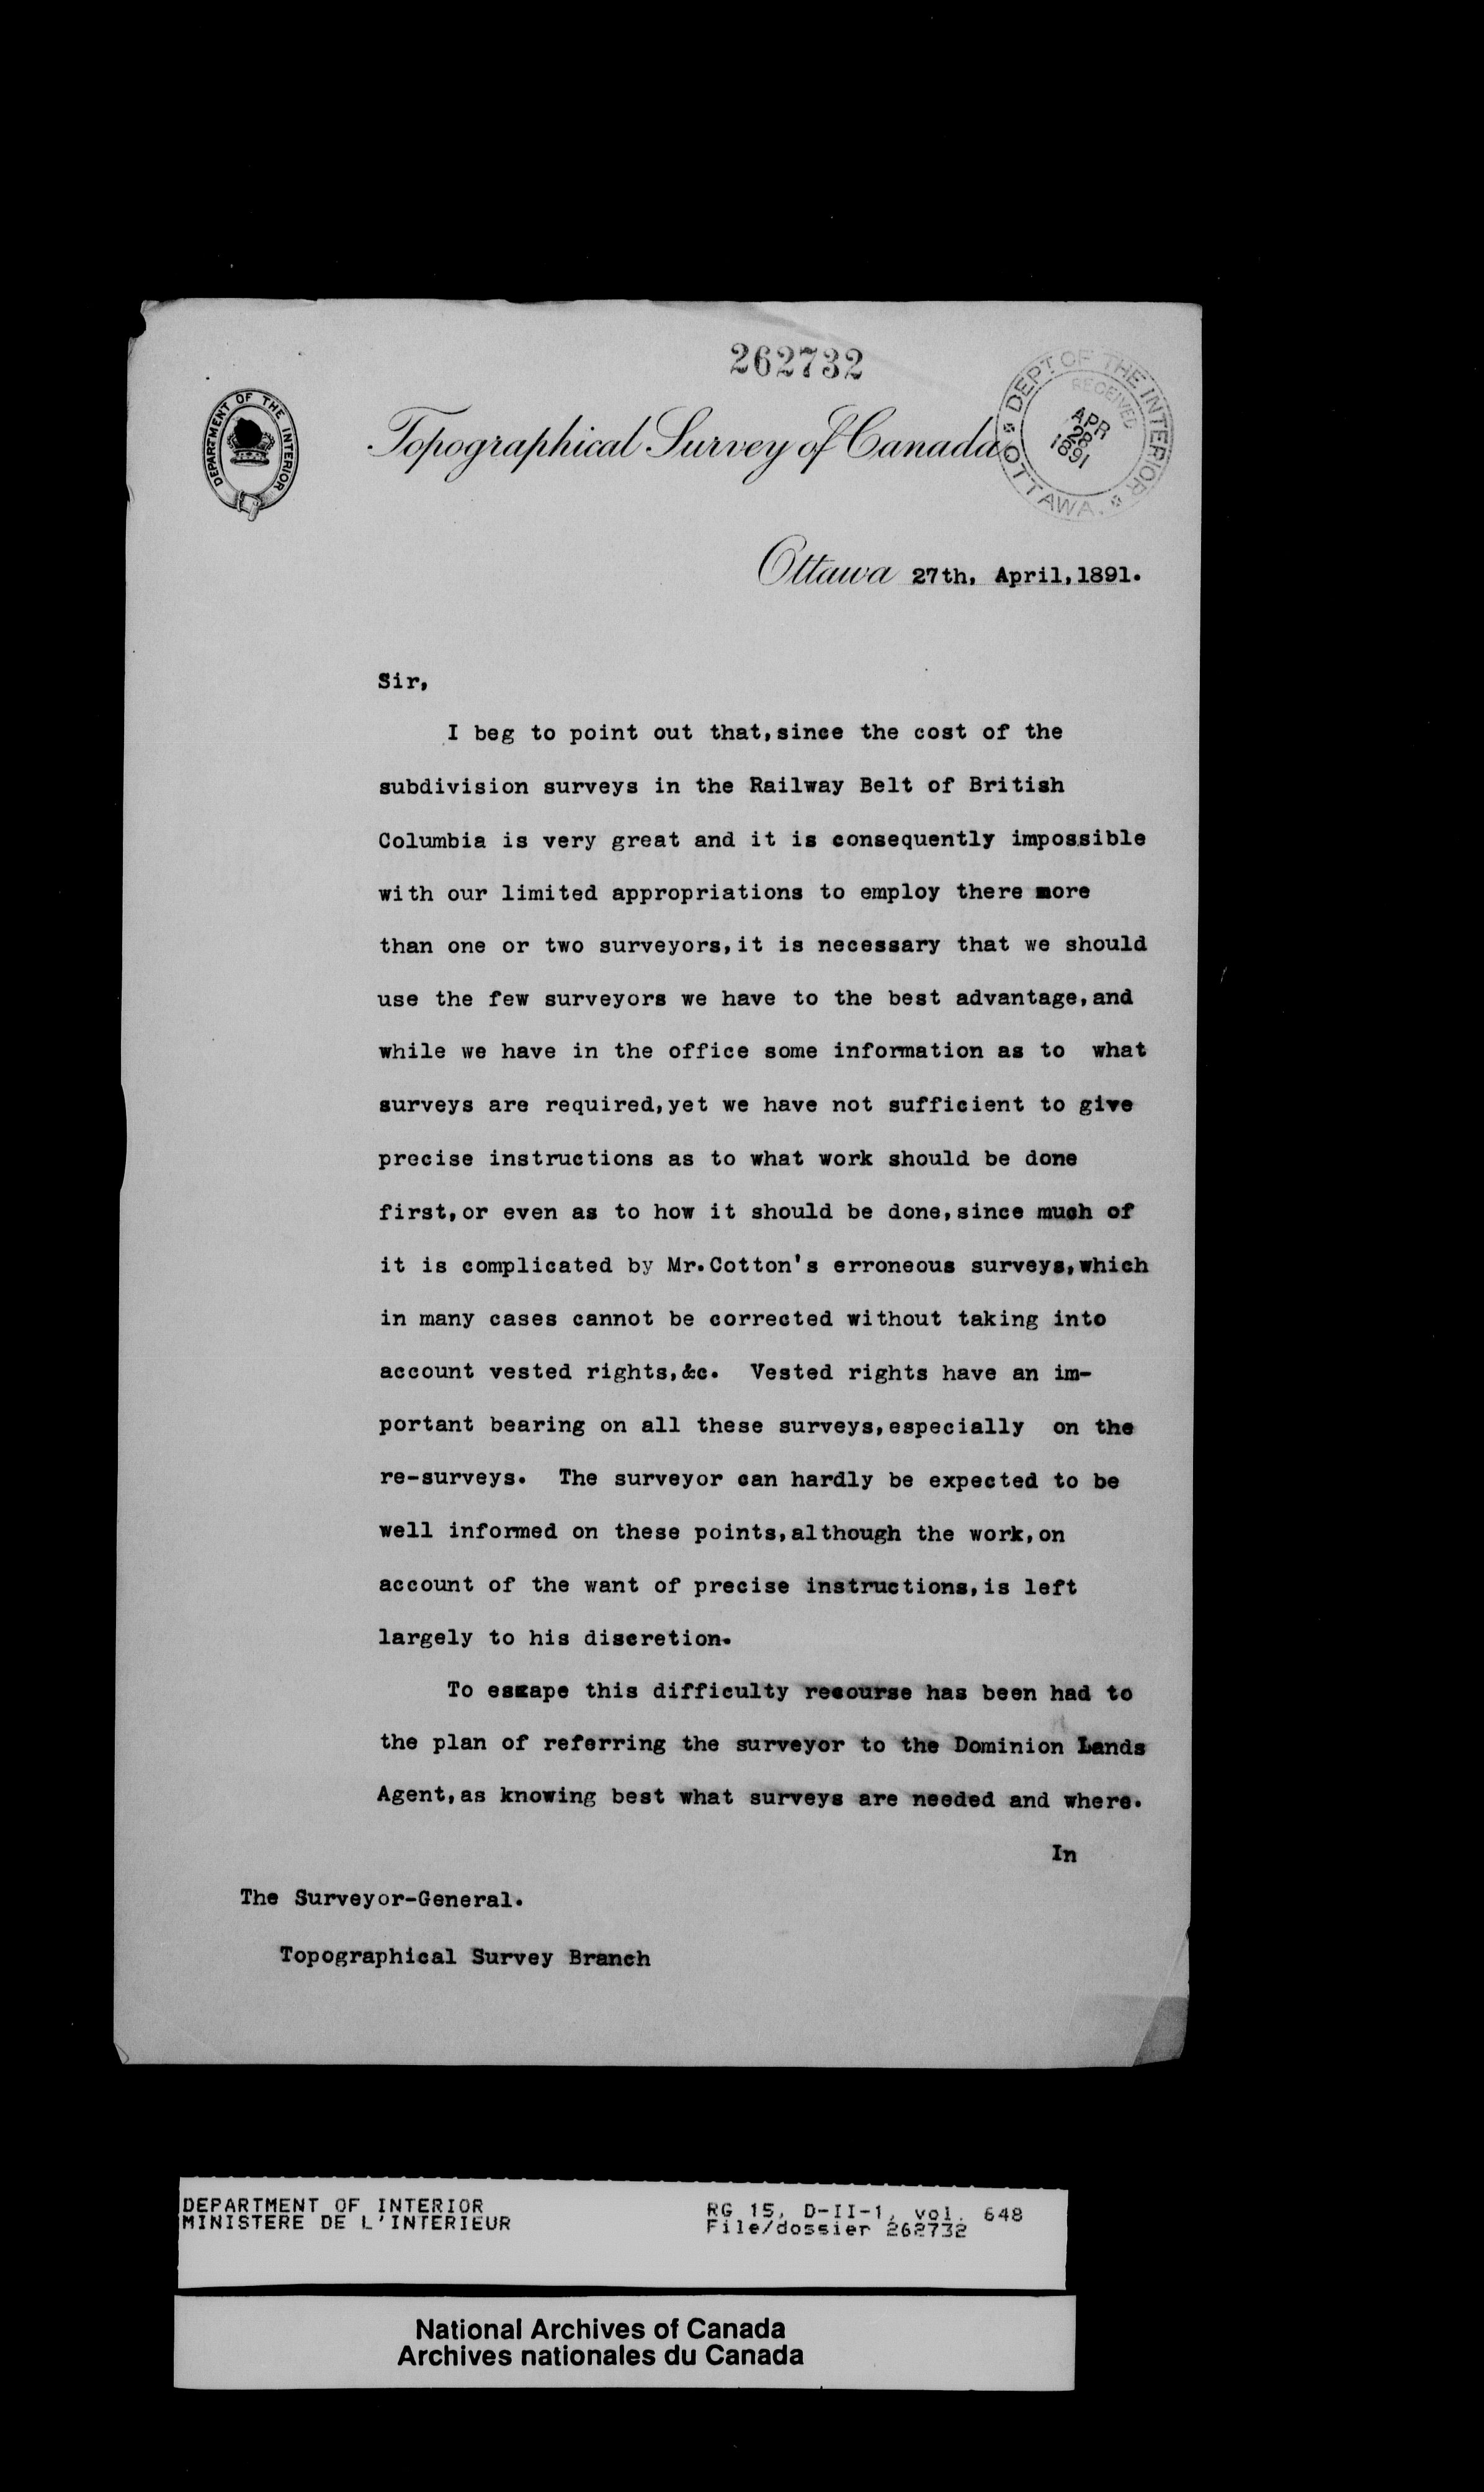 262732
DEPARTMENT OF THE INTERIOR
Topographical Survey of Canada
DEPT OF THE INTERIOR
RECEIVED
APR
28
1891
OTTAWA.
Ottawa 27th, April,1891.
Sir,
I beg to point out that,since the cost of the
subdivision surveys in the Railway Belt of British
Columbia is very great and it is consequently impossible
with our limited appropriations to employ there more
than one or two surveyors,it is necessary that we should
use the few surveyors we have to the best advantage,and
while we have in the office some information as to what
surveys are required,yet we have not sufficient to give
precise instructions as to what work should be done
first,or even as to how it should be done,since much of
it is complicated by Mr.Cotton's erroneous surveys,which
in many cases cannot be corrected without taking into
account vested rights,&c. Vested rights have an im-
portant bearing on all these surveys,especially on the
re-surveys. The surveyor can hardly be expected to be
well informed on these points,although the work,on
account of the want of precise instructions,is left
largely to his discretion.
To escape this difficulty recourse has been had to
the plan of referring the surveyor to the Dominion Lands
Agent,as knowing best what surveys are needed and where.
In
The Surveyor-General.
Topographical Survey Branch
DEPARTMENT OF INTERIOR
MINISTERE DE L'INTERIEUR
RG 15, D-II-1, vol. 648
File/dossier 262732
National Archives of Canada
Archives nationales du Canada